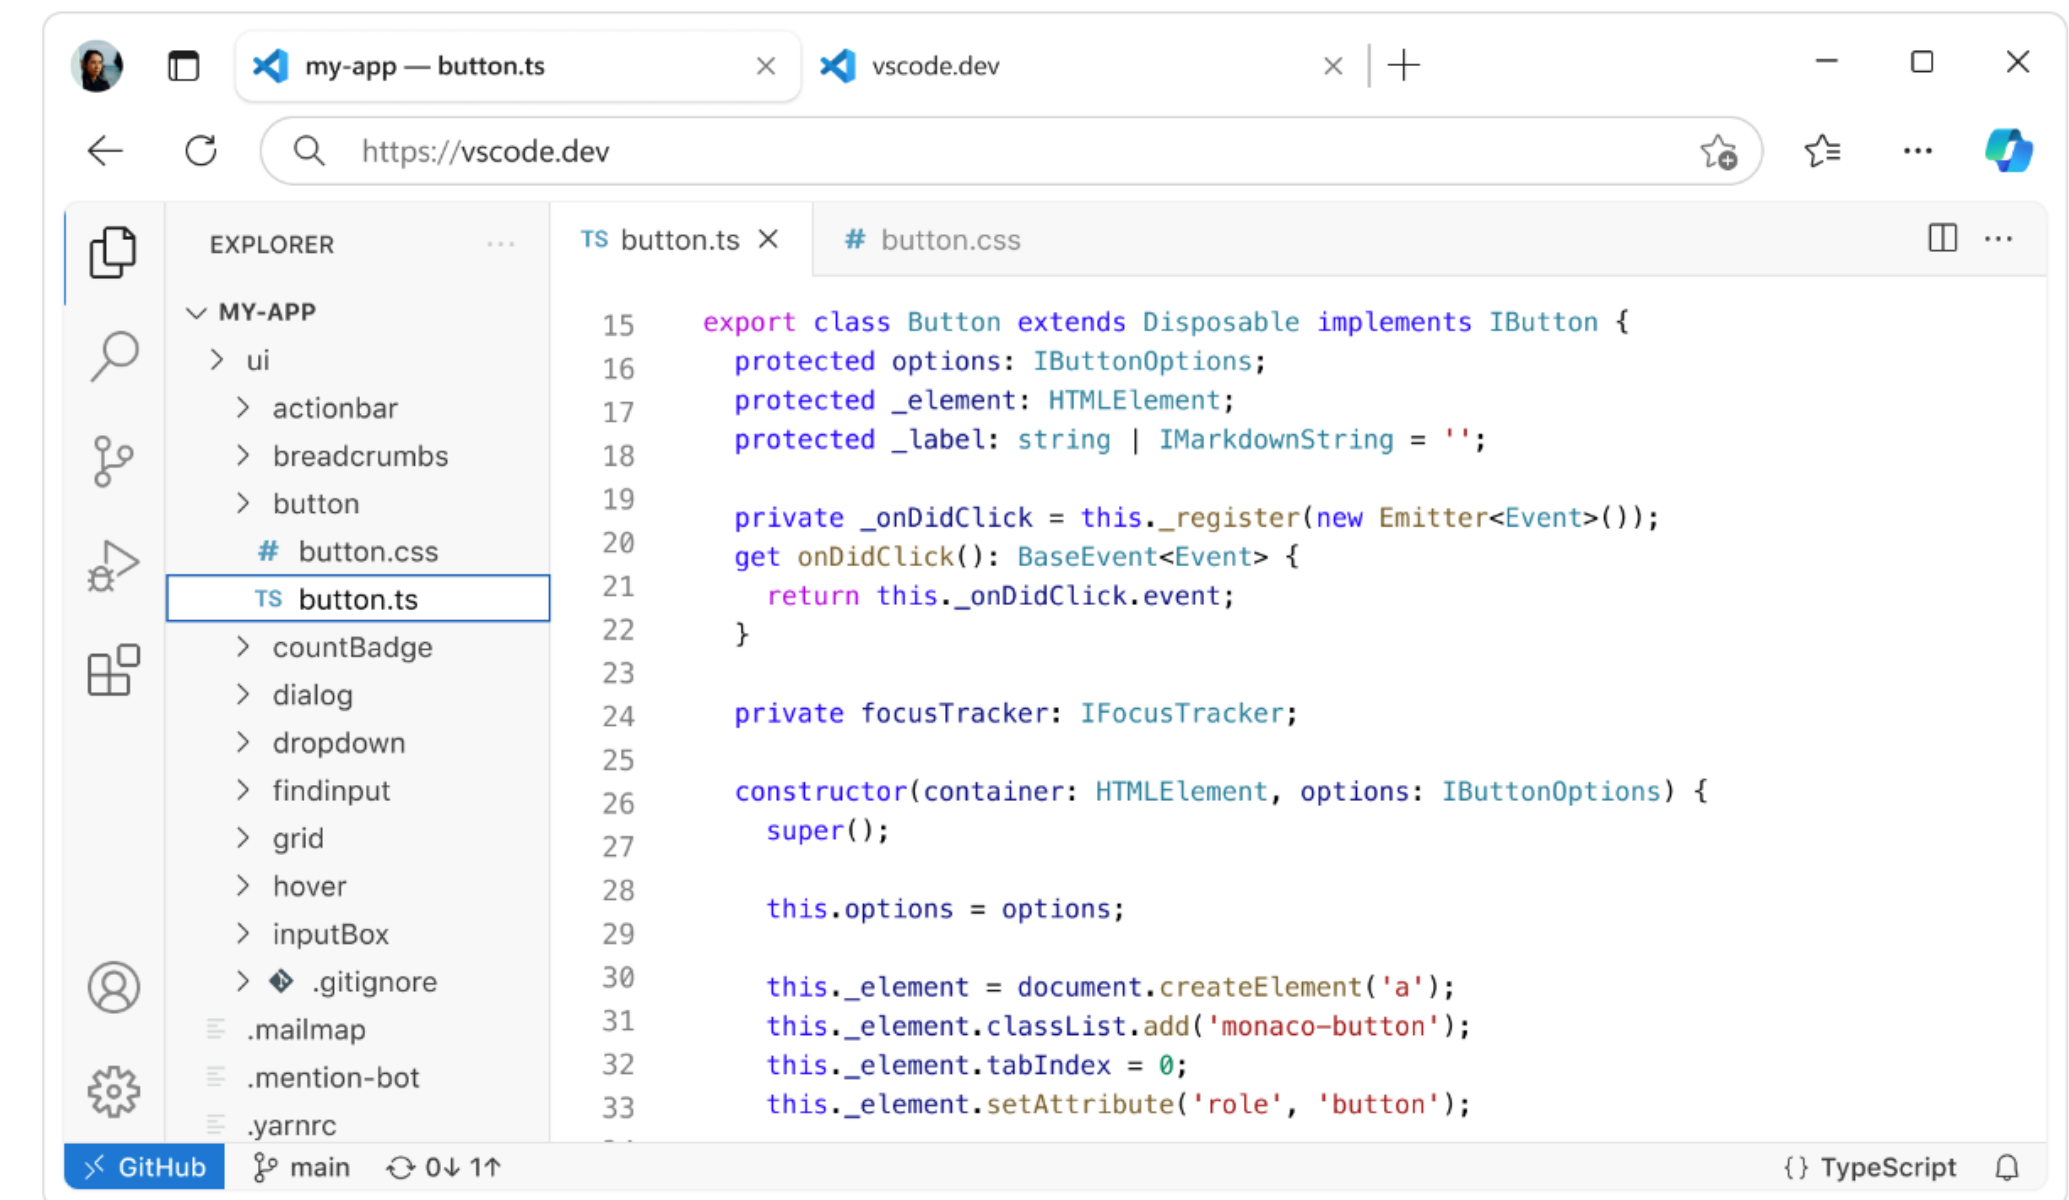 my-app — button.ts
vscode.dev
https://vscode.dev
EXPLORER
MY-APP
ui
actionbar
breadcrumbs
button
# button.css
TS button.ts
countBadge
dialog
dropdown
findinput
grid
hover
inputBox
.gitignore
.mailmap
.mention-bot
.yarnrc
TS button.ts
# button.css
15
16
17
18
19
20
21
22
23
24
25
26
27
28
29
30
31
32
33
export class Button extends Disposable implements IButton {
protected options: IButtonOptions;
protected _element: HTMLElement;
protected _label: string | IMarkdownString = '';
private _onDidClick = this._register(new Emitter<Event>());
get onDidClick(): BaseEvent<Event> {
return this._onDidClick.event;
}
private focusTracker: IFocusTracker;
constructor(container: HTMLElement, options: IButtonOptions) {
super();
this.options = options;
this._element = document.createElement('a');
this._element.classList.add('monaco-button');
this._element.tabIndex = 0;
this._element.setAttribute('role', 'button');
GitHub
main
0↓ 1↑
{} TypeScript